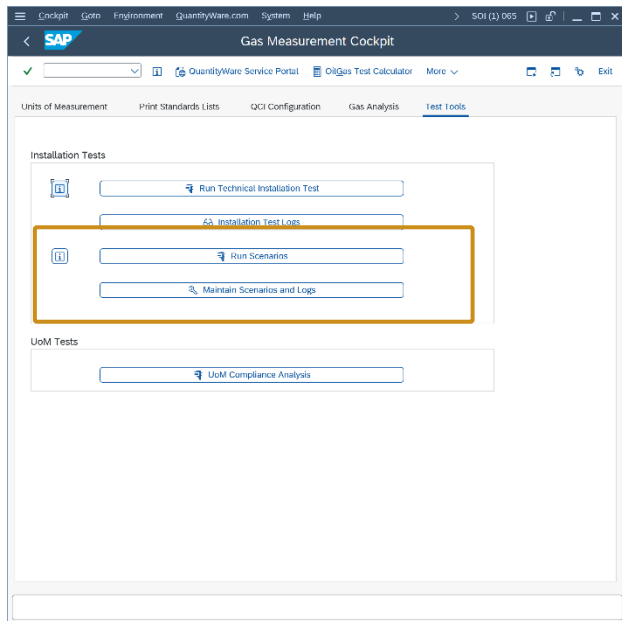 Cockpit Goto Environment QuantityWare.com System Help > SOI (1) 065
SAP Gas Measurement Cockpit
QuantityWare Service Portal OilGas Test Calculator More Exit
Units of Measurement Print Standards Lists QCI Configuration Gas Analysis Test Tools
Installation Tests
Run Technical Installation Test
Installation Test Logs
Run Scenarios
Maintain Scenarios and Logs
UoM Tests
UoM Compliance Analysis